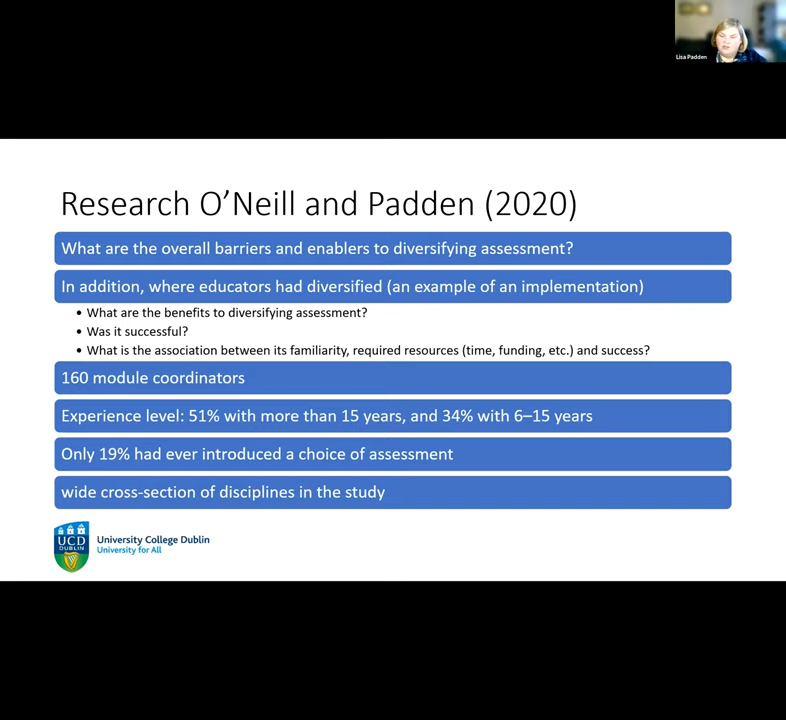 Lisa Padden
Research O’Neill and Padden (2020)
What are the overall barriers and enablers to diversifying assessment?
In addition, where educators had diversified (an example of an implementation)
• What are the benefits to diversifying assessment?
• Was it successful?
• What is the association between its familiarity, required resources (time, funding, etc.) and success?
160 module coordinators
Experience level: 51% with more than 15 years, and 34% with 6–15 years
Only 19% had ever introduced a choice of assessment
wide cross-section of disciplines in the study
UCD
DUBLIN
University College Dublin
University for All